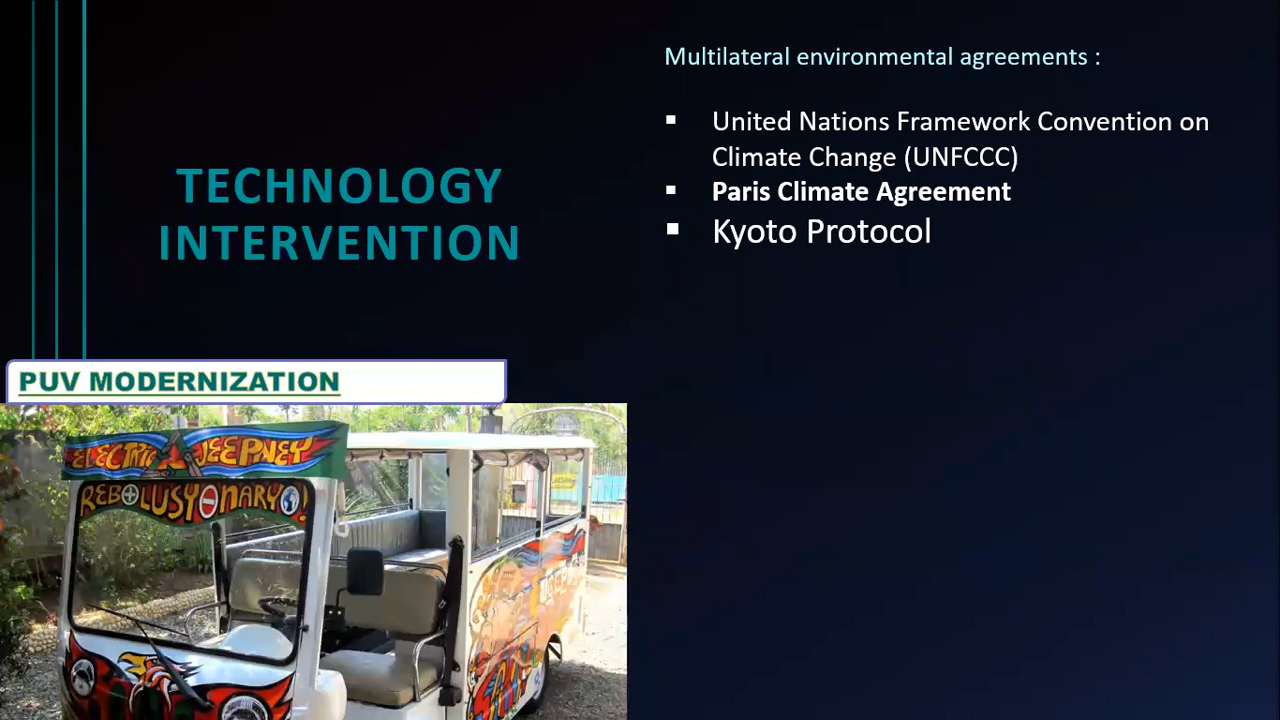 TECHNOLOGY
INTERVENTION
Multilateral environmental agreements :
▪ United Nations Framework Convention on
Climate Change (UNFCCC)
▪ Paris Climate Agreement
▪ Kyoto Protocol
PUV MODERNIZATION
ELECTRIC JEEPNEY
REBOLUSYONARYO!